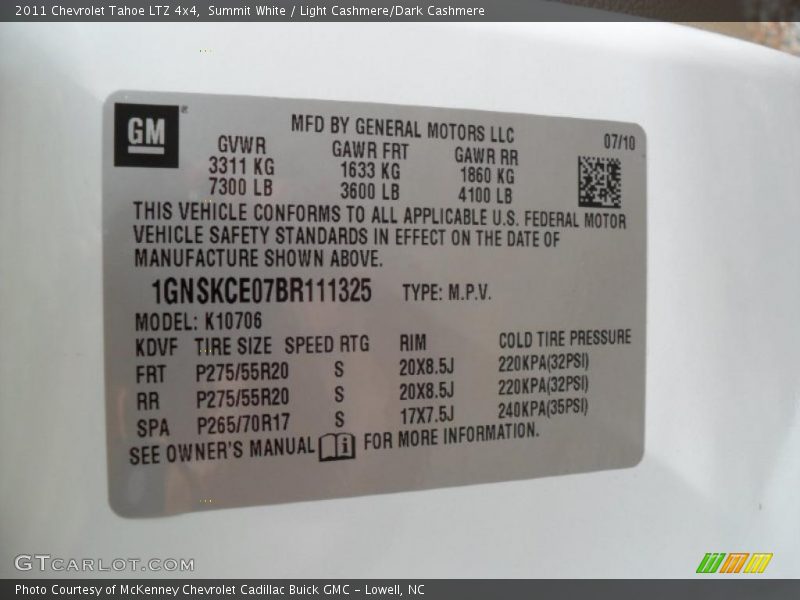 2011 Chevrolet Tahoe LTZ 4x4, Summit White / Light Cashmere/Dark Cashmere
GM®
MFD BY GENERAL MOTORS LLC 07/10
GVWR GAWR FRT GAWR RR
3311 KG 1633 KG 1860 KG
7300 LB 3600 LB 4100 LB
THIS VEHICLE CONFORMS TO ALL APPLICABLE U.S. FEDERAL MOTOR
VEHICLE SAFETY STANDARDS IN EFFECT ON THE DATE OF
MANUFACTURE SHOWN ABOVE.
1GNSKCE07BR111325 TYPE: M.P.V.
MODEL: K10706
KDVF TIRE SIZE SPEED RTG RIM COLD TIRE PRESSURE
FRT P275/55R20 S 20X8.5J 220KPA(32PSI)
RR P275/55R20 S 20X8.5J 220KPA(32PSI)
SPA P265/70R17 S 17X7.5J 240KPA(35PSI)
SEE OWNER'S MANUAL i FOR MORE INFORMATION.
GTCARLOT.COM
Photo Courtesy of McKenney Chevrolet Cadillac Buick GMC - Lowell, NC